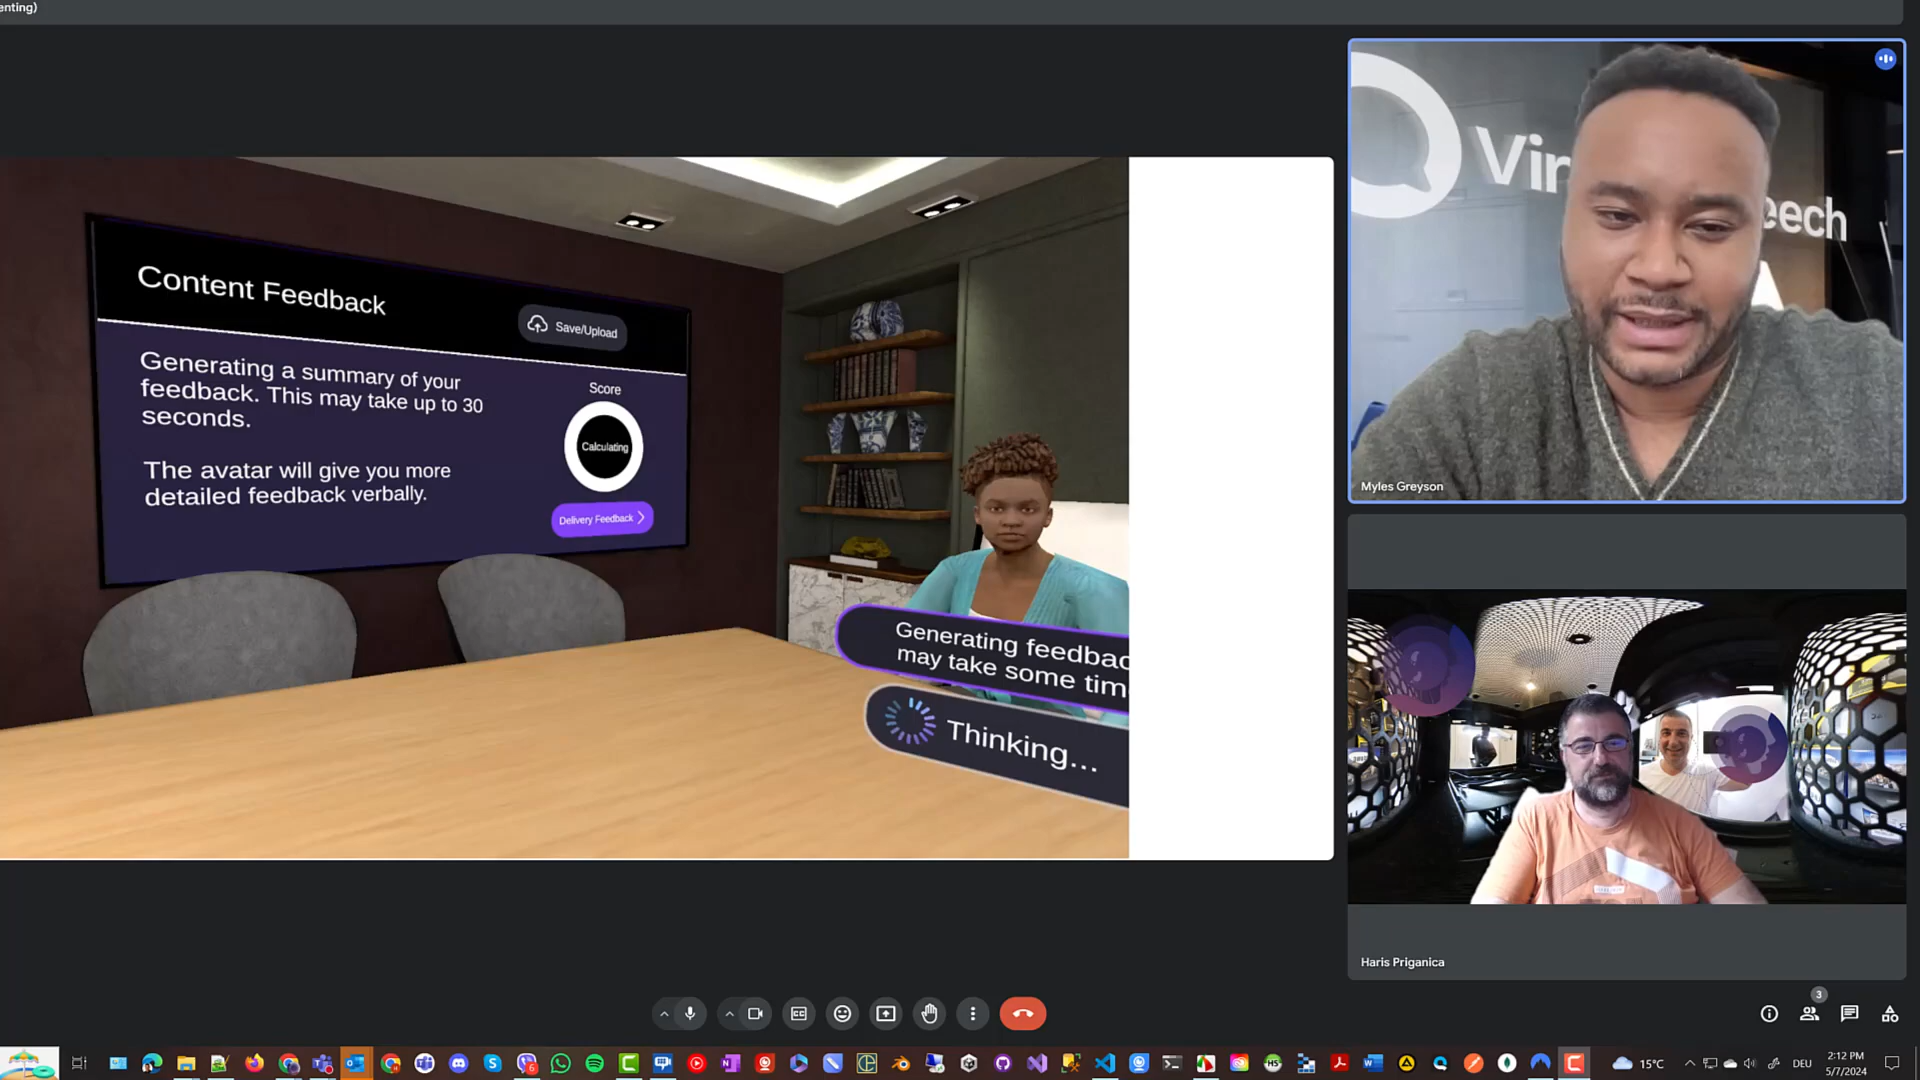 enting)
Content Feedback
Save/Upload
Generating a summary of your
feedback. This may take up to 30
seconds.
The avatar will give you more
detailed feedback verbally.
Score
Calculating
Delivery Feedback
Generating feedbac
may take some tim
Thinking...
Vir eech
Myles Greyson
Haris Priganica
3
15°C
DEU
2:12 PM
5/7/2024